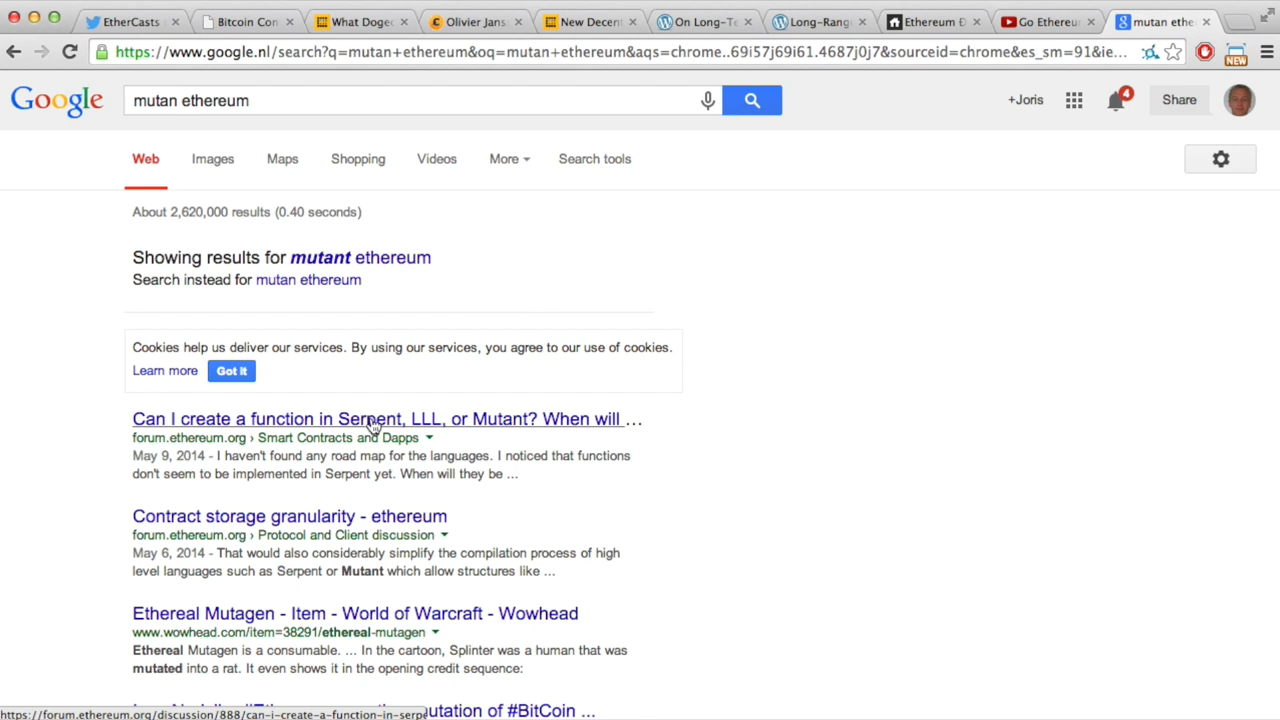 EtherCasts
Bitcoin Con
What Doge
Olivier Jans
New Decent
On Long-Te
Long-Range
Ethereum D
Go Ethereu
mutan ethe
https://www.google.nl/search?q=mutan+ethereum&oq=mutan+ethereum&aqs=chrome..69i57j69i61.4687j0j7&sourceid=chrome&es_sm=91&ie...
NEW
Google
mutan ethereum
+Joris
4
Share
Web
Images
Maps
Shopping
Videos
More
Search tools
About 2,620,000 results (0.40 seconds)
Showing results for mutant ethereum
Search instead for mutan ethereum
Cookies help us deliver our services. By using our services, you agree to our use of cookies.
Learn more
Got it
Can I create a function in Serpent, LLL, or Mutant? When will ...
forum.ethereum.org › Smart Contracts and Dapps
May 9, 2014 - I haven't found any road map for the languages. I noticed that functions
don't seem to be implemented in Serpent yet. When will they be ...
Contract storage granularity - ethereum
forum.ethereum.org › Protocol and Client discussion
May 6, 2014 - That would also considerably simplify the compilation process of high
level languages such as Serpent or Mutant which allow structures like ...
Ethereal Mutagen - Item - World of Warcraft - Wowhead
www.wowhead.com/item=38291/ethereal-mutagen
Ethereal Mutagen is a consumable. ... In the cartoon, Splinter was a human that was
mutated into a rat. It even shows it in the opening credit sequence:
utation of #BitCoin ...
https://forum.ethereum.org/discussion/888/can-i-create-a-function-in-serpe